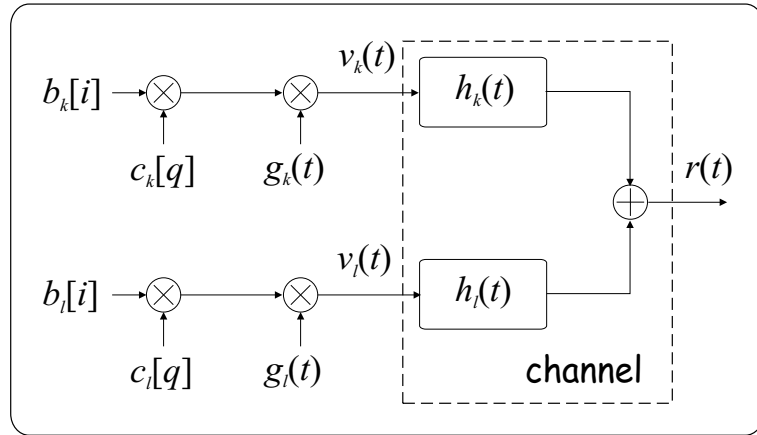 v_k(t)
b_k[i]
h_k(t)
c_k[q]
g_k(t)
r(t)
v_l(t)
b_l[i]
h_l(t)
c_l[q]
g_l(t)
channel